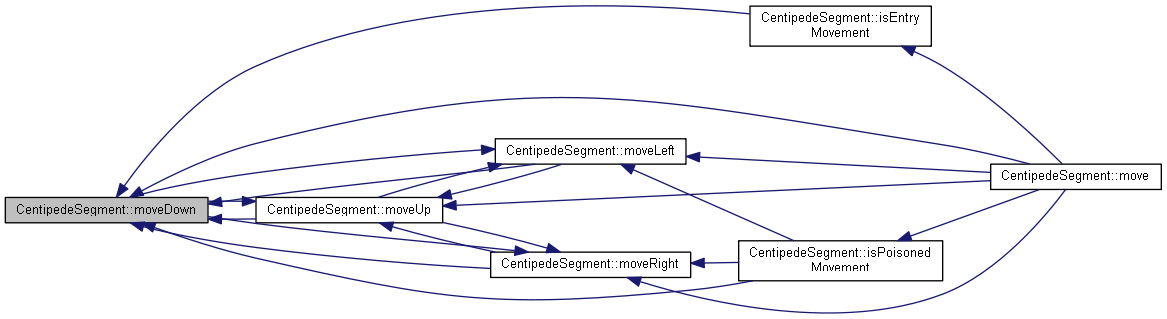 CentipedeSegment::isEntry
Movement
CentipedeSegment::moveLeft
CentipedeSegment::move
CentipedeSegment::moveDown
CentipedeSegment::moveUp
CentipedeSegment::isPoisoned
Movement
CentipedeSegment::moveRight